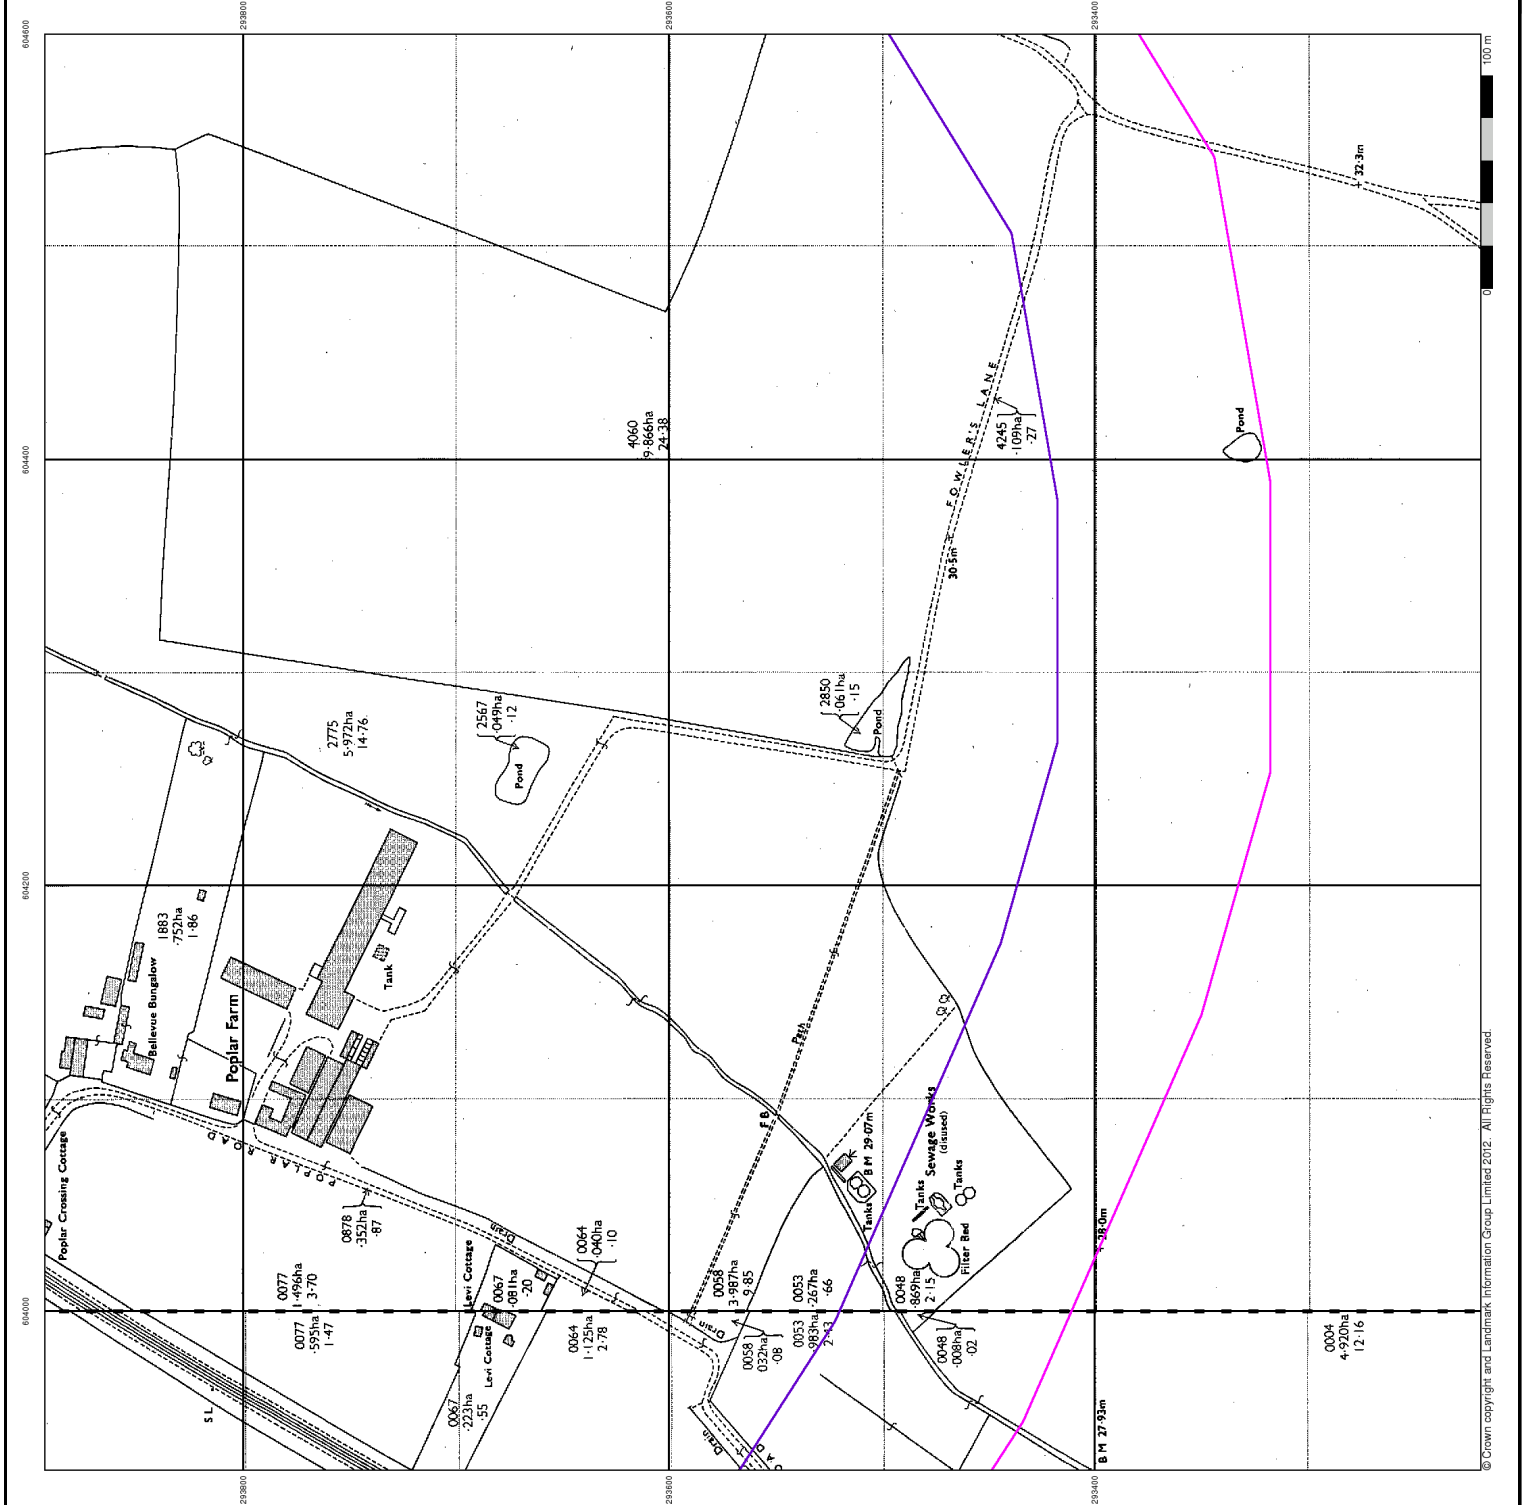 293800
293600
293400
604600
604400
604200
604000
293800
293600
293400
4060
9·866ha
24·38
FOWLER'S LANE
4245
·109ha
·27
32·3m
100 m
0
Pond
30·5m
2850
·061ha
·15
Pond
2775
5·972ha
14·76
2567
·049ha
·12
Pond
1883
·752ha
1·86
Bellevue Bungalow
Poplar Farm
Tank
POPLAR ROAD
Poplar Crossing Cottage
0878
·352ha
·87
0077
1·496ha
3·70
0077
·595ha
1·47
S L
Drain
Levi Cottage
0067
·081ha
·20
Levi Cottage
0067
·223ha
·55
0064
·040ha
·10
0064
1·125ha
2·78
Path
F B
B M 29·07m
Tanks
Sewage Works
(disused)
Tanks
Tanks
Filter Bed
0058
3·987ha
9·85
0058
032ha
·08
Drain
Drain
0053
·267ha
·66
0053
·983ha
0048
·869ha
2·15
0048
·008ha
·02
28·0m
B M 27·93m
0004
4·920ha
12·16
© Crown copyright and Landmark Information Group Limited 2012. All Rights Reserved.